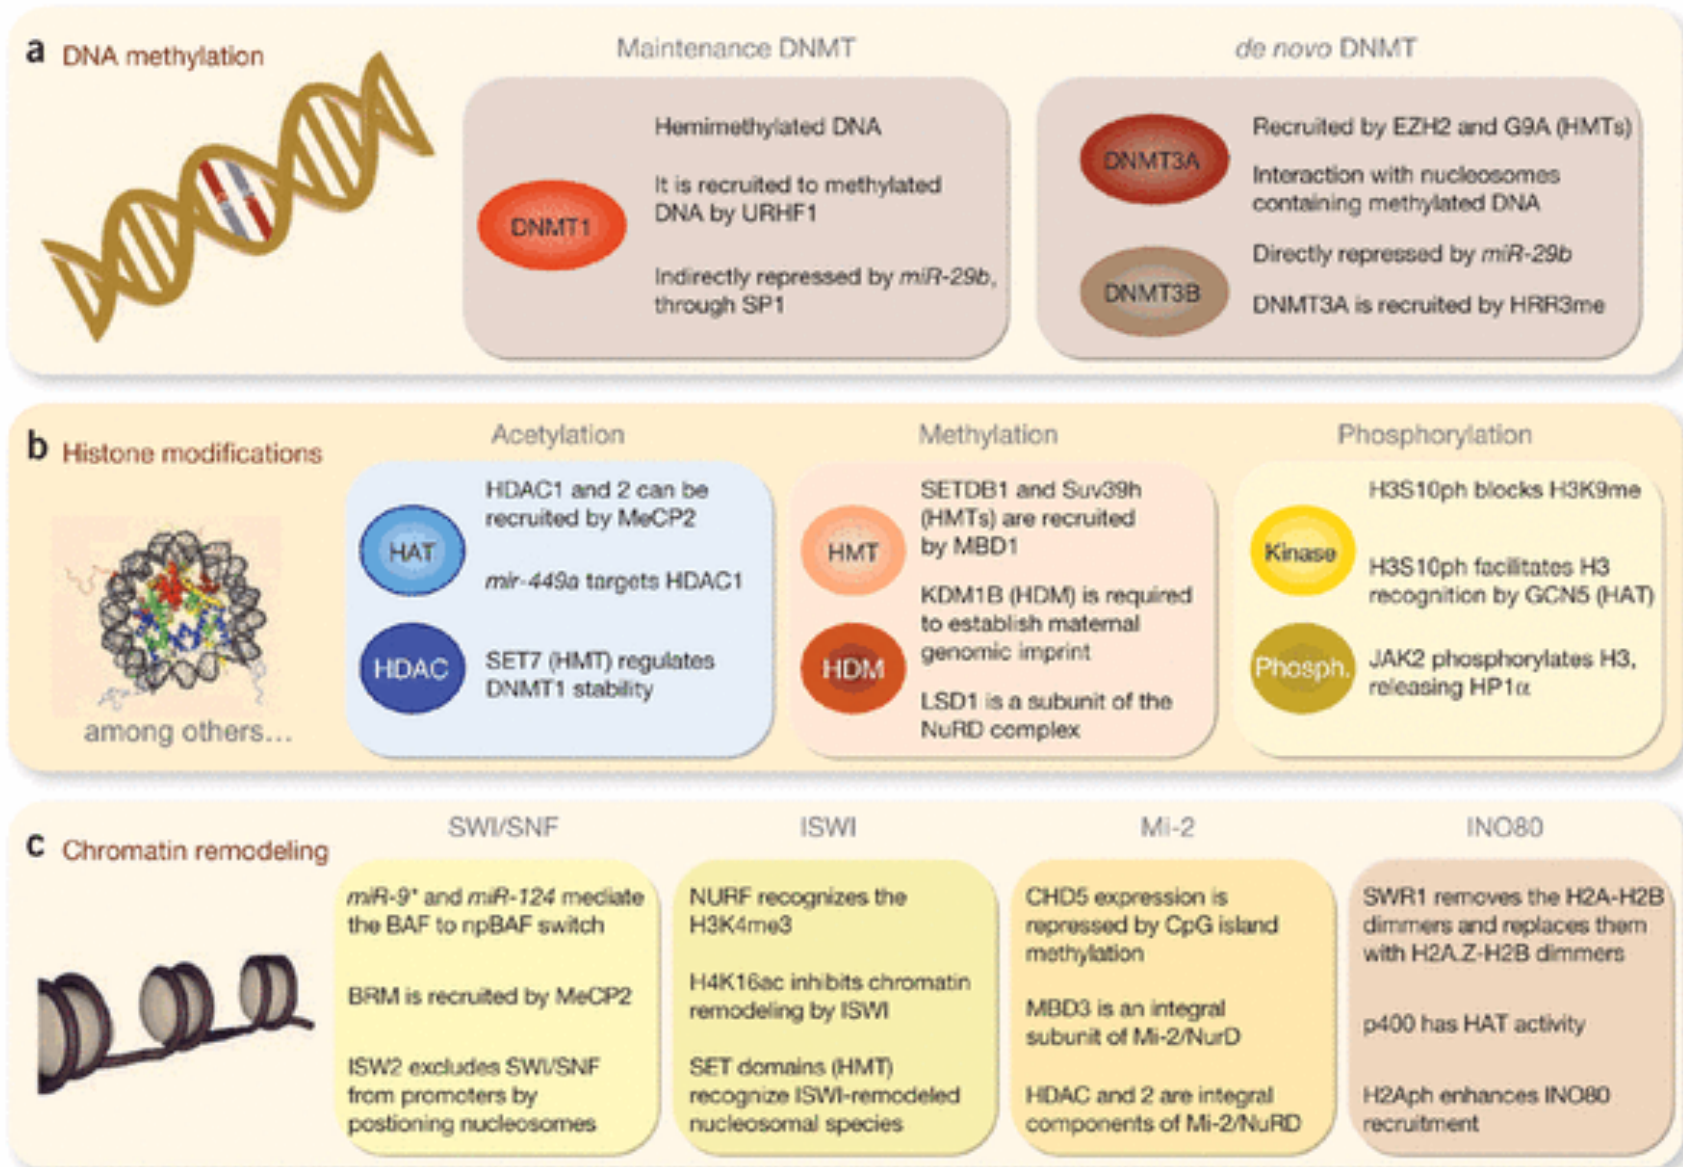 a DNA methylation
Maintenance DNMT
DNMT1
Hemimethylated DNA
It is recruited to methylated
DNA by URHF1
Indirectly repressed by miR-29b,
through SP1
de novo DNMT
DNMT3A
DNMT3B
Recruited by EZH2 and G9A (HMTs)
Interaction with nucleosomes
containing methylated DNA
Directly repressed by miR-29b
DNMT3A is recruited by HRR3me
b Histone modifications
among others...
Acetylation
HAT
HDAC
HDAC1 and 2 can be
recruited by MeCP2
mir-449a targets HDAC1
SET7 (HMT) regulates
DNMT1 stability
Methylation
HMT
HDM
SETDB1 and Suv39h
(HMTs) are recruited
by MBD1
KDM1B (HDM) is required
to establish maternal
genomic imprint
LSD1 is a subunit of the
NuRD complex
Phosphorylation
Kinase
Phosph.
H3S10ph blocks H3K9me
H3S10ph facilitates H3
recognition by GCN5 (HAT)
JAK2 phosphorylates H3,
releasing HP1α
c Chromatin remodeling
SWI/SNF
miR-9* and miR-124 mediate
the BAF to npBAF switch
BRM is recruited by MeCP2
ISW2 excludes SWI/SNF
from promoters by
postioning nucleosomes
ISWI
NURF recognizes the
H3K4me3
H4K16ac inhibits chromatin
remodeling by ISWI
SET domains (HMT)
recognize ISWI-remodeled
nucleosomal species
Mi-2
CHD5 expression is
repressed by CpG island
methylation
MBD3 is an integral
subunit of Mi-2/NurD
HDAC and 2 are integral
components of Mi-2/NuRD
INO80
SWR1 removes the H2A-H2B
dimmers and replaces them
with H2A.Z-H2B dimmers
p400 has HAT activity
H2Aph enhances INO80
recruitment